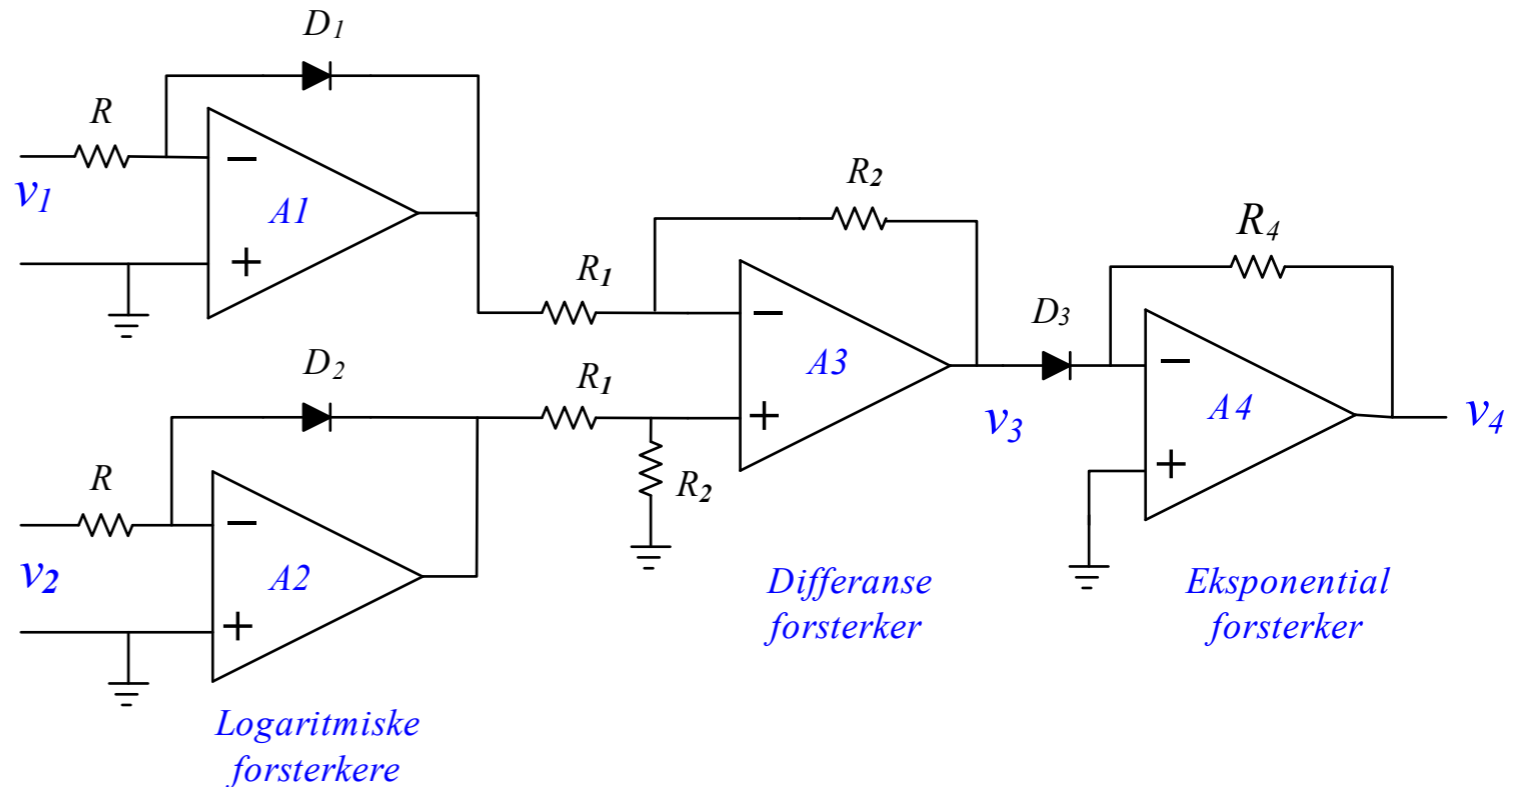 D1
R
v1
A1
−
+
R2
R1
D2
R1
−
+
A3
R2
D3
v3
R4
−
+
A4
v4
R
v2
A2
−
+
Differanse
forsterker
Eksponential
forsterker
Logaritmiske
forsterkere